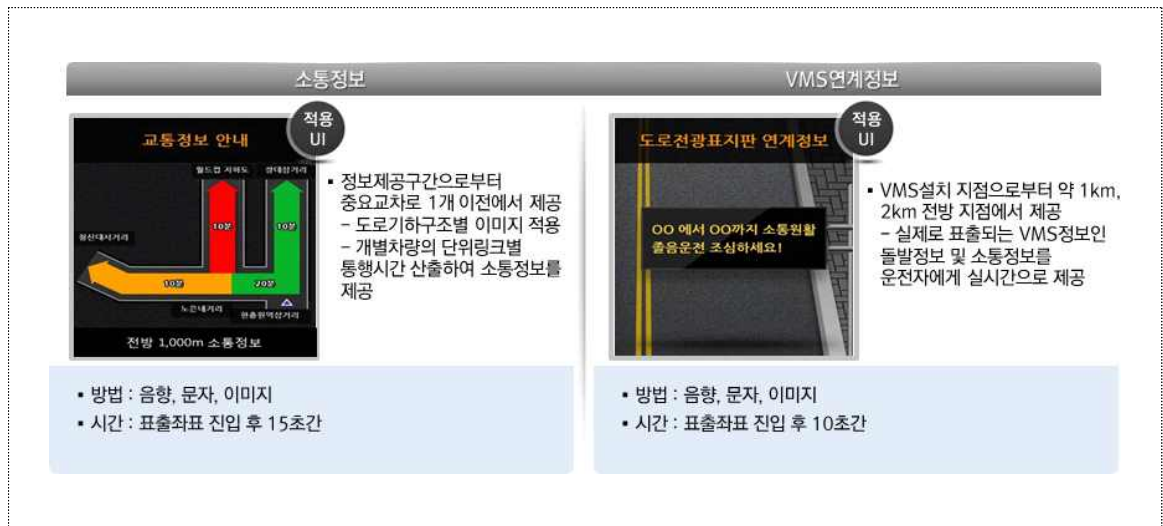 소통정보
적용
UI
교통정보 안내
월드컵 지하도
장대삼거리
10분
10분
20분
노은네거리
현충원역삼거리
전방 1,000m 소통정보
▪ 정보제공구간으로부터
중요교차로 1개 이전에서 제공
– 도로기하구조별 이미지 적용
– 개별차량의 단위링크별
통행시간 산출하여 소통정보를
제공
▪ 방법 : 음향, 문자, 이미지
▪ 시간 : 표출좌표 진입 후 15초간
VMS연계정보
적용
UI
도로전광표지판 연계정보
OO 에서 OO까지 소통원활
졸음운전 조심하세요!
▪ VMS설치 지점으로부터 약 1km,
2km 전방 지점에서 제공
– 실제로 표출되는 VMS정보인
돌발정보 및 소통정보를
운전자에게 실시간으로 제공
▪ 방법 : 음향, 문자, 이미지
▪ 시간 : 표출좌표 진입 후 10초간